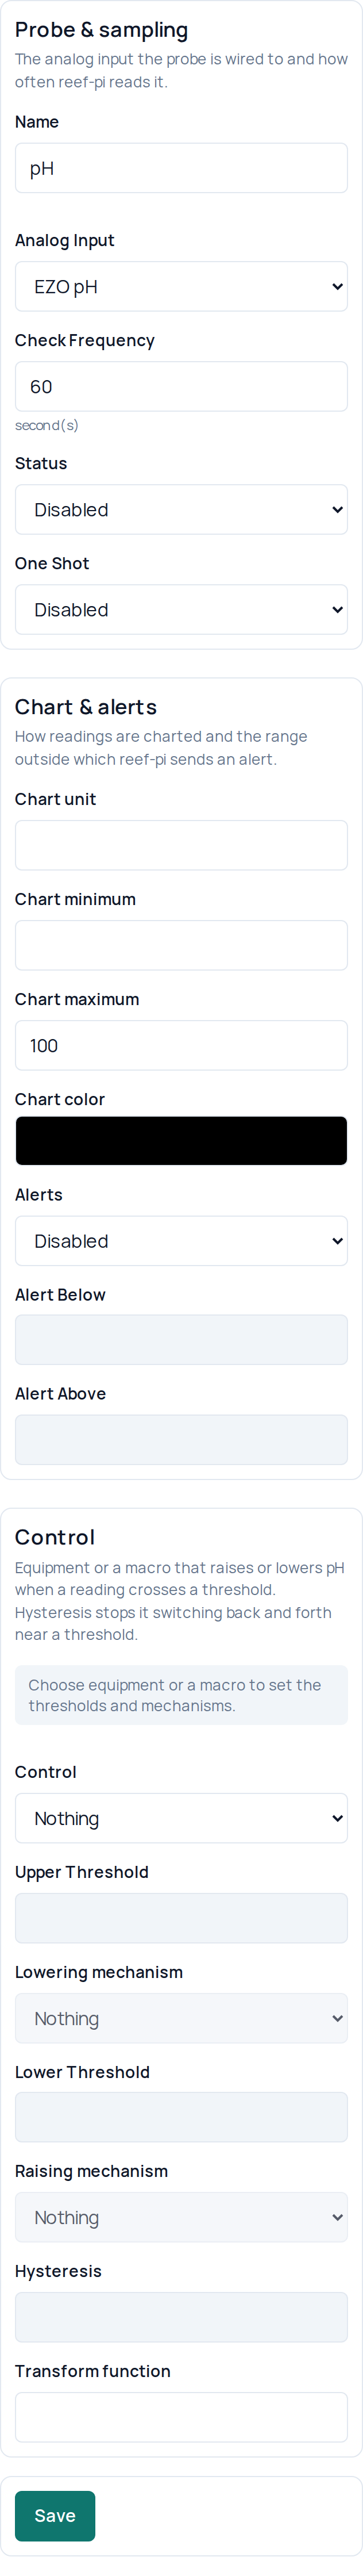 Probe & sampling
The analog input the probe is wired to and how
often reef-pi reads it.
Name
pH
Analog Input
EZO pH
Check Frequency
60
second(s)
Status
Disabled
One Shot
Disabled
Chart & alerts
How readings are charted and the range
outside which reef-pi sends an alert.
Chart unit
Chart minimum
Chart maximum
100
Chart color
Alerts
Disabled
Alert Below
Alert Above
Control
Equipment or a macro that raises or lowers pH
when a reading crosses a threshold.
Hysteresis stops it switching back and forth
near a threshold.
Choose equipment or a macro to set the
thresholds and mechanisms.
Control
Nothing
Upper Threshold
Lowering mechanism
Nothing
Lower Threshold
Raising mechanism
Nothing
Hysteresis
Transform function
Save